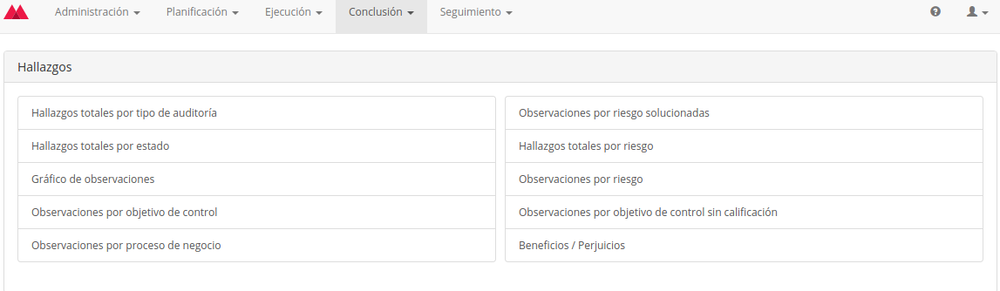 Administración Planificación Ejecución Conclusión Seguimiento
Hallazgos
Hallazgos totales por tipo de auditoría
Hallazgos totales por estado
Gráfico de observaciones
Observaciones por objetivo de control
Observaciones por proceso de negocio
Observaciones por riesgo solucionadas
Hallazgos totales por riesgo
Observaciones por riesgo
Observaciones por objetivo de control sin calificación
Beneficios / Perjuicios